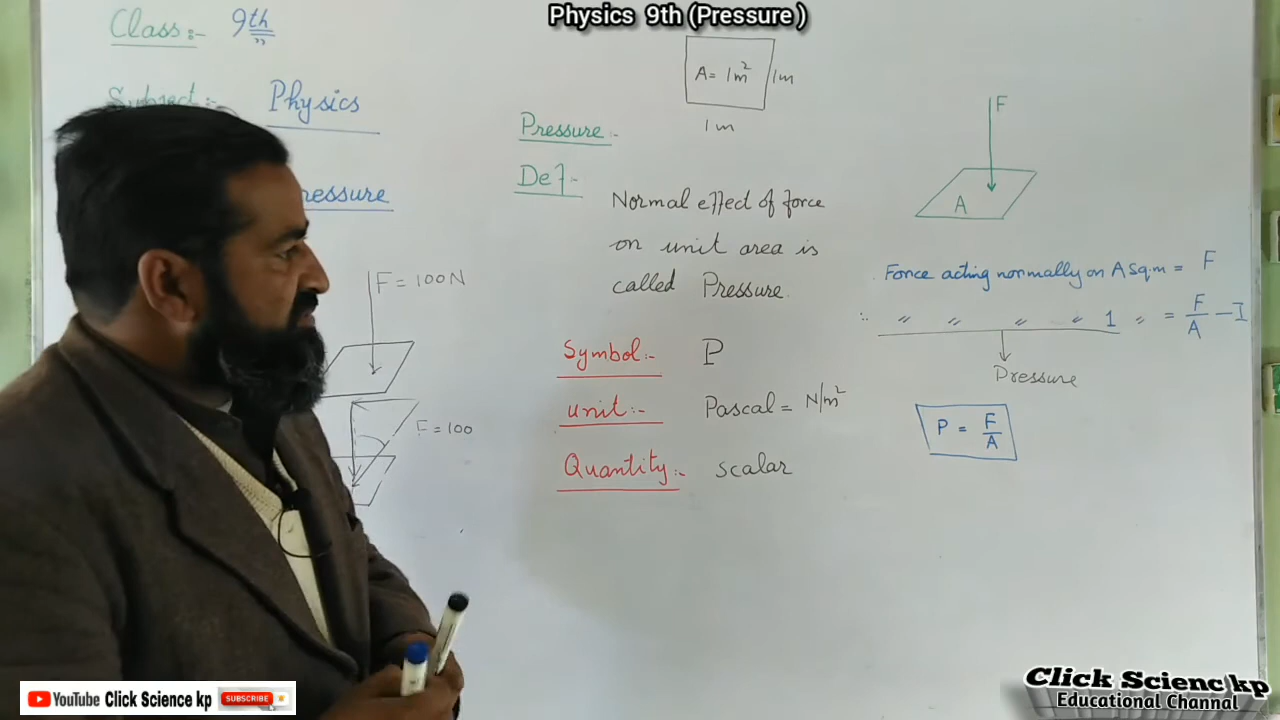 Physics 9th (Pressure)
Class:- 9th
Subject:- Physics
Pressure
F = 100N
F = 100
A = 1m²
1m
1m
Pressure:-
Def:-
Normal effect of force
on unit area is
called Pressure.
Symbol:- P
unit:- Pascal = N/m²
Quantity:- scalar
F
A
Force acting normally on A Sq.m = F
∴ 〃 〃 〃 〃 1 〃 = F/A - I
Pressure
P = F/A
YouTube Click Science kp SUBSCRIBE
Click Scienc kp
Educational Channal